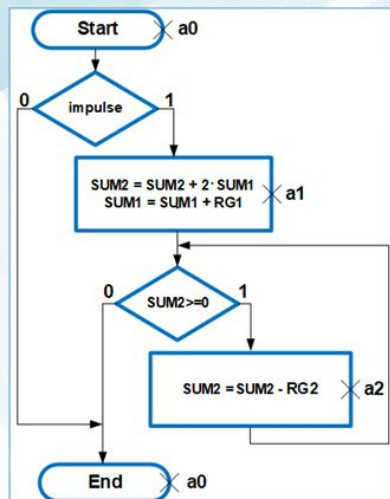 Start a0
0 impulse 1
SUM2 = SUM2 + 2· SUM1
SUM1 = SUM1 + RG1
a1
0 SUM2>=0 1
SUM2 = SUM2 - RG2 a2
End a0